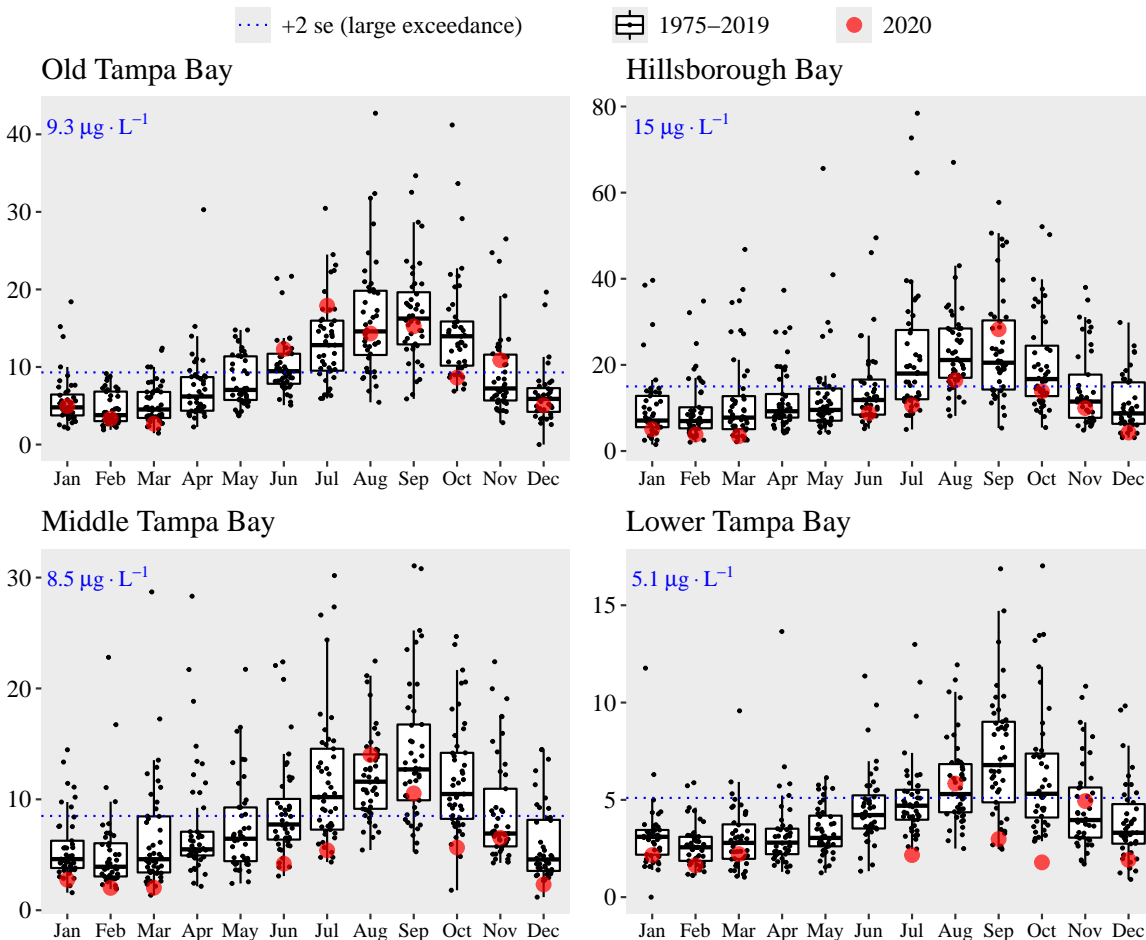 +2 se (large exceedance) 1975–2019 2020
Old Tampa Bay
9.3 µg · L⁻¹
40
30
20
10
0
Jan Feb Mar Apr May Jun Jul Aug Sep Oct Nov Dec
Hillsborough Bay
15 µg · L⁻¹
80
60
40
20
0
Jan Feb Mar Apr May Jun Jul Aug Sep Oct Nov Dec
Middle Tampa Bay
8.5 µg · L⁻¹
30
20
10
0
Jan Feb Mar Apr May Jun Jul Aug Sep Oct Nov Dec
Lower Tampa Bay
5.1 µg · L⁻¹
15
10
5
0
Jan Feb Mar Apr May Jun Jul Aug Sep Oct Nov Dec